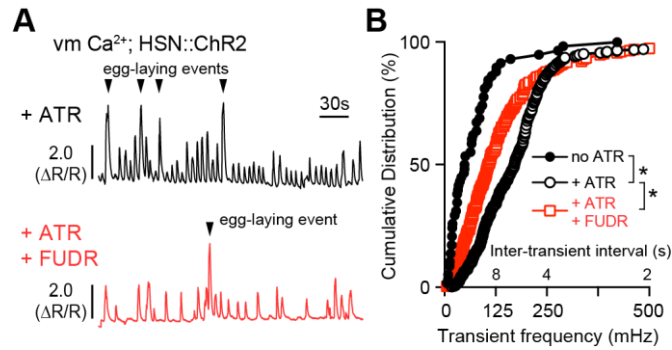 A
vm Ca²⁺; HSN::ChR2
egg-laying events
30s
+ ATR
2.0
(ΔR/R)
egg-laying event
+ ATR
+ FUDR
2.0
(ΔR/R)
B
Cumulative Distribution (%)
100
50
0
no ATR
*
+ ATR
*
+ ATR
+ FUDR
Inter-transient interval (s)
8 4 2
0 125 250 375 500
Transient frequency (mHz)